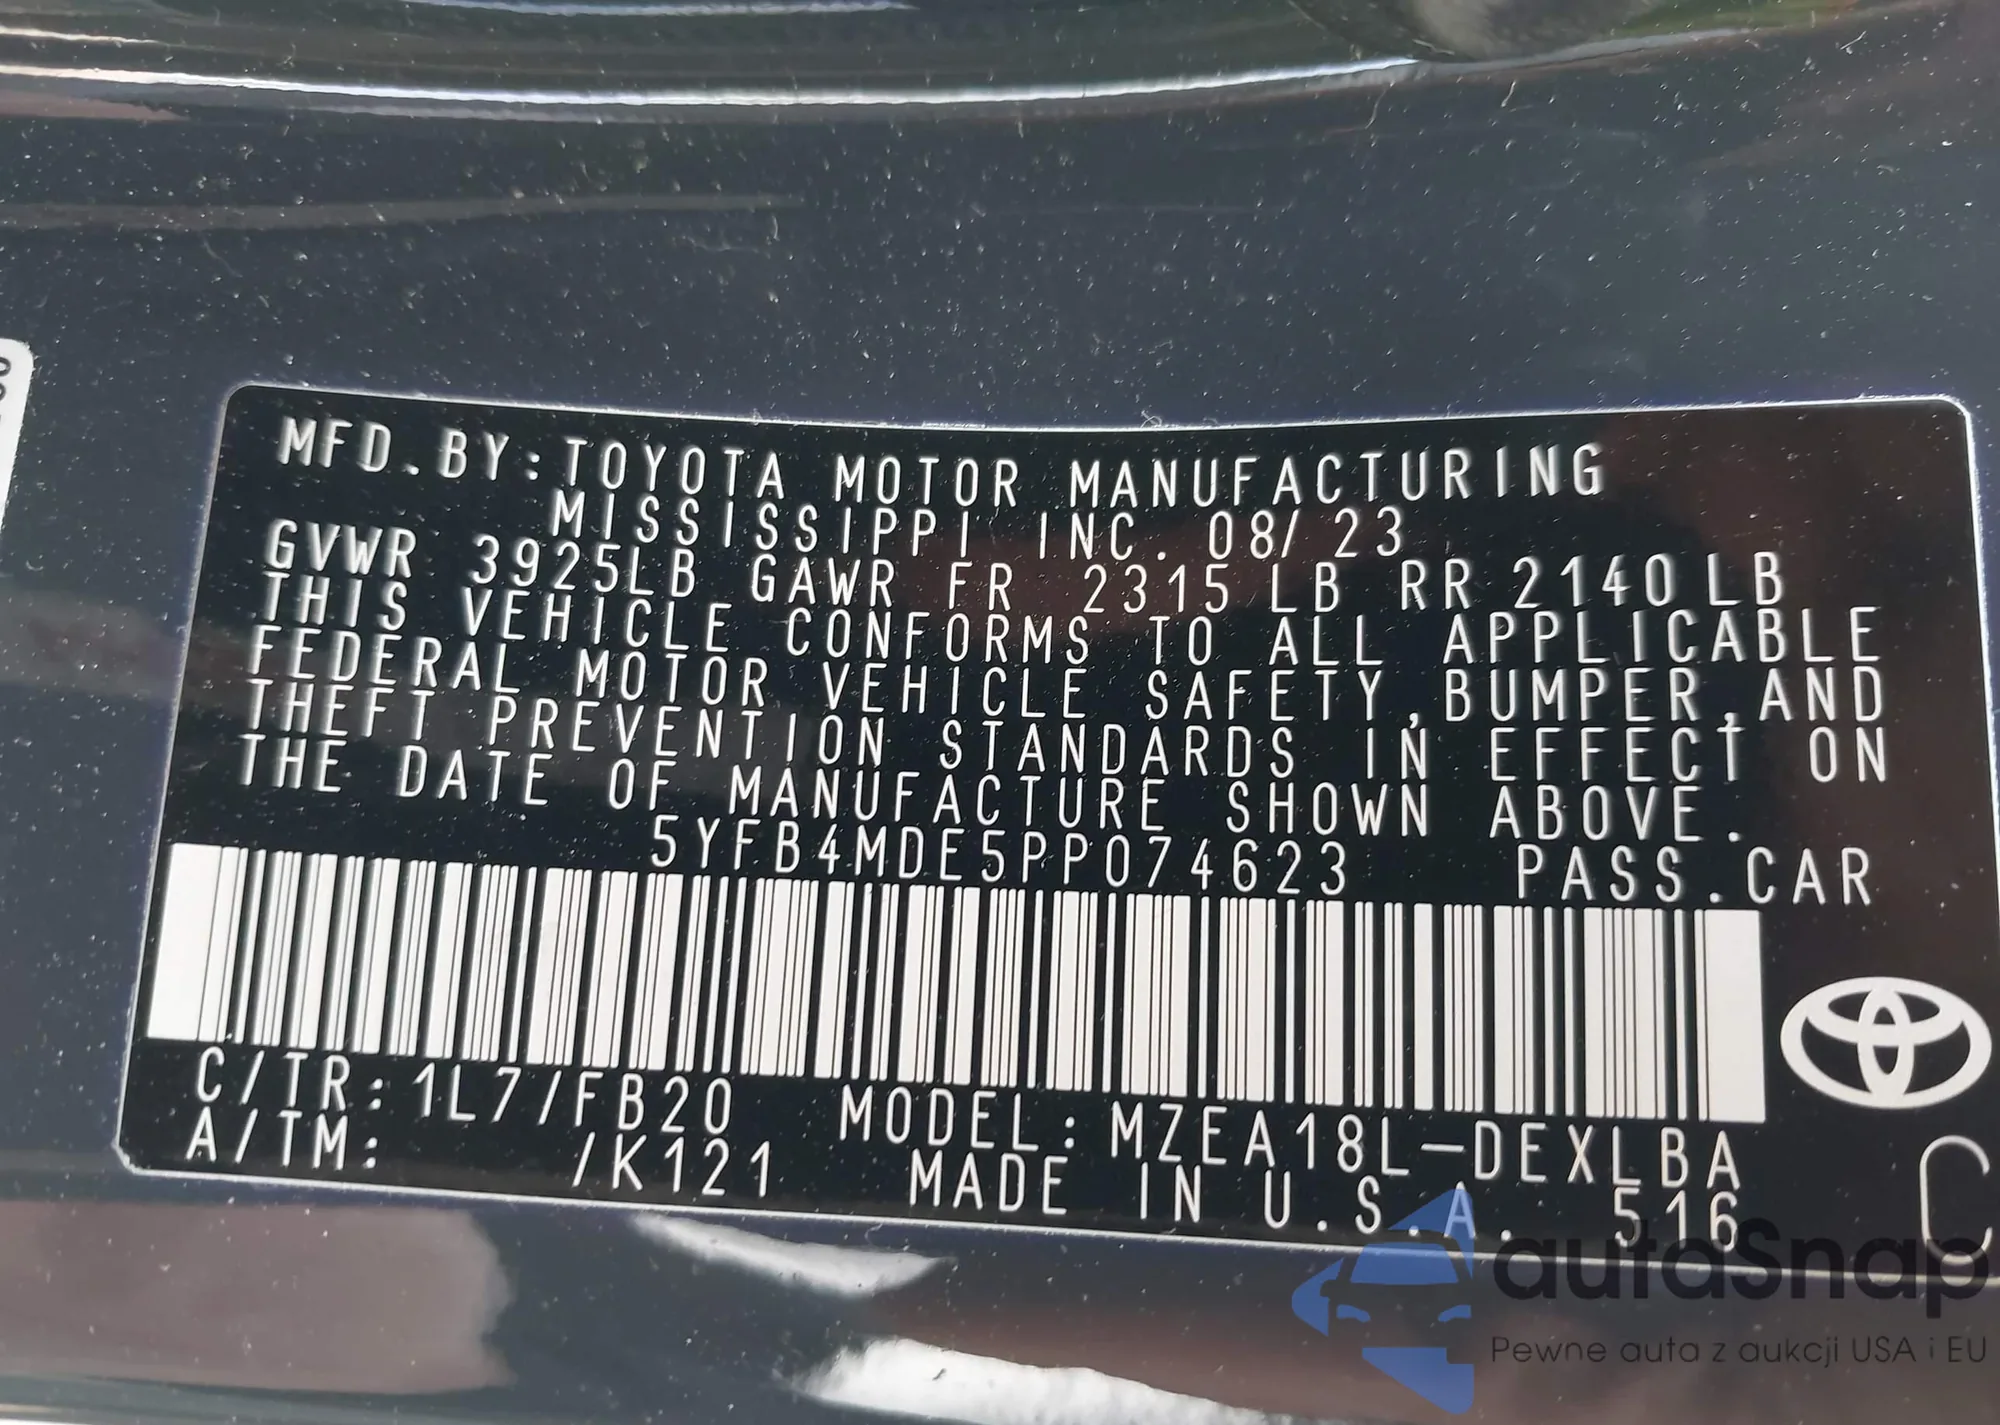 MFD.BY:TOYOTA MOTOR MANUFACTURING
MISSISSIPPI INC. 08/23
GVWR 3925LB GAWR FR 2315LB RR 2140LB
THIS VEHICLE CONFORMS TO ALL APPLICABLE
FEDERAL MOTOR VEHICLE SAFETY,BUMPER,AND
THEFT PREVENTION STANDARDS IN EFFECT ON
THE DATE OF MANUFACTURE SHOWN ABOVE.
5YFB4MDE5PP074623 PASS.CAR
C/TR:1L7/FB20 MODEL:MZEA18L-DEXLBA
A/TM: /K121 MADE IN U.S.A. 516
C
autoSnap
Pewne auta z aukcji USA i EU